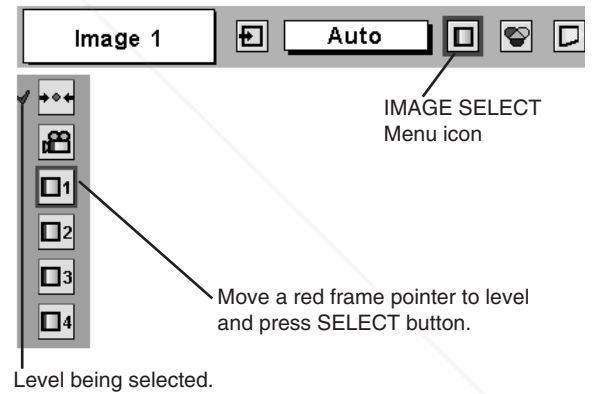 Image 1
Auto
IMAGE SELECT
Menu icon
1
2
3
4
Move a red frame pointer to level
and press SELECT button.
Level being selected.